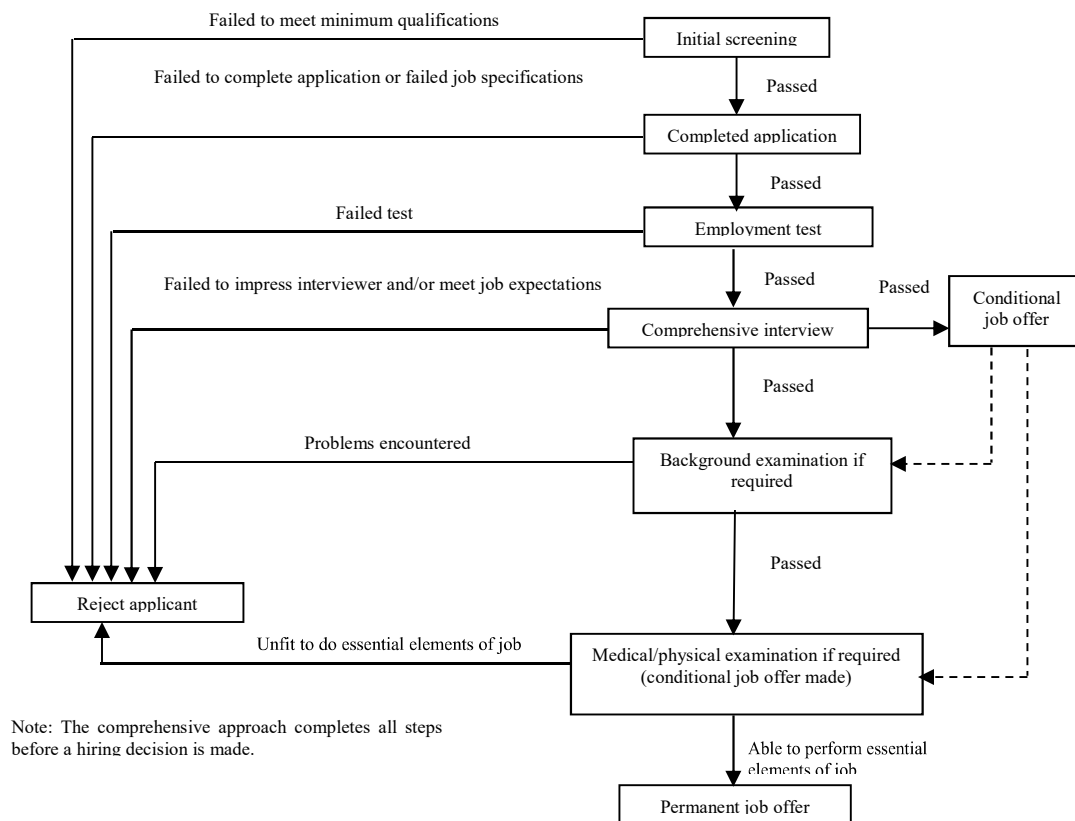 Failed to meet minimum qualifications
Initial screening
Failed to complete application or failed job specifications
Passed
Completed application
Passed
Failed test
Employment test
Failed to impress interviewer and/or meet job expectations
Passed
Passed
Conditional
job offer
Comprehensive interview
Passed
Problems encountered
Background examination if
required
Passed
Reject applicant
Unfit to do essential elements of job
Medical/physical examination if required
(conditional job offer made)
Note: The comprehensive approach completes all steps
before a hiring decision is made.
Able to perform essential
elements of job
Permanent job offer